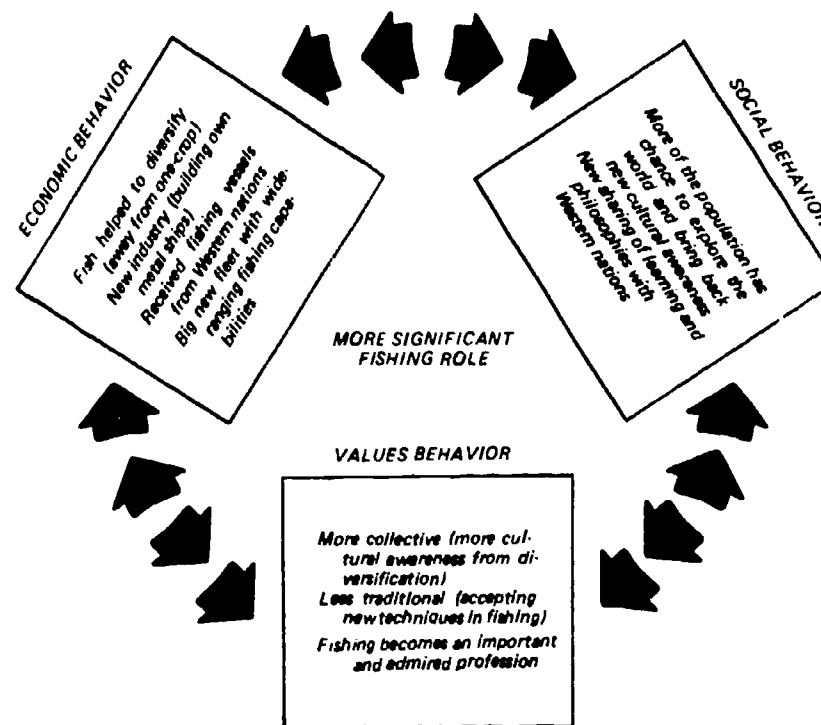 ECONOMIC BEHAVIOR
Fish helped to diversify
(away from one-crop)
New industry (building own
metal ships)
Received fishing vessels
from Western nations
Big new fleet with wide-
ranging fishing capa-
bilities
SOCIAL BEHAVIOR
More of the population has
chance to explore the
world and bring back
new cultural awareness
New sharing of learning and
philosophies with
Western nations
MORE SIGNIFICANT
FISHING ROLE
VALUES BEHAVIOR
More collective (more cul-
tural awareness from di-
versification)
Less traditional (accepting
new techniques in fishing)
Fishing becomes an important
and admired profession